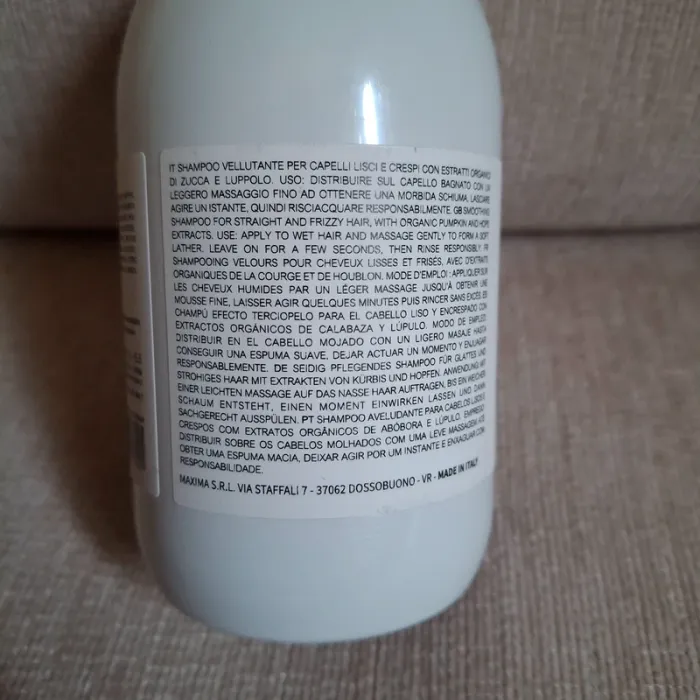 PT SHAMPOO VELLUTANTE PER CAPELLI LISCI E CRESPI CON ESTRATTI ORGANICI
DI ZUCCA E LUPPOLO. USO: DISTRIBUIRE SUL CAPELLO BAGNATO CON UN
LEGGERO MASSAGGIO FINO AD OTTENERE UNA MORBIDA SCHIUMA, LASCIARE
AGIRE UN ISTANTE, QUINDI RISCIACQUARE RESPONSABILMENTE. GB SMOOTHING
SHAMPOO FOR STRAIGHT AND FRIZZY HAIR, WITH ORGANIC PUMPKIN AND HOPS
EXTRACTS. USE: APPLY TO WET HAIR AND MASSAGE GENTLY TO FORM A SOFT
LATHER. LEAVE ON FOR A FEW SECONDS, THEN RINSE RESPONSIBLY. FR
SHAMPOOING VELOURS POUR CHEVEUX LISSES ET FRISÉS, AVEC D'EXTRAITS
ORGANIQUES DE LA COURGE ET DE HOUBLON. MODE D'EMPLOI : APPLIQUER SUR
LES CHEVEUX HUMIDES PAR UN LÉGER MASSAGE JUSQU'À OBTENIR UNE
MOUSSE FINE, LAISSER AGIR QUELQUES MINUTES PUIS RINCER SANS EXCÈS. ES
CHAMPÚ EFECTO TERCIOPELO PARA EL CABELLO LISO Y ENCRESPADO CON
EXTRACTOS ORGÁNICOS DE CALABAZA Y LÚPULO. MODO DE EMPLEO:
DISTRIBUIR EN EL CABELLO MOJADO CON UN LIGERO MASAJE HASTA
CONSEGUIR UNA ESPUMA SUAVE, DEJAR ACTUAR UN MOMENTO Y ENJUAGAR
RESPONSABLEMENTE. DE SEIDIG PFLEGENDES SHAMPOO FÜR GLATTES UND
STROHIGES HAAR MIT EXTRAKTEN VON KÜRBIS UND HOPFEN. ANWENDUNG: MIT
EINER LEICHTEN MASSAGE AUF DAS NASSE HAAR AUFTRAGEN, BIS EIN WEICHER
SCHAUM ENTSTEHT, EINEN MOMENT EINWIRKEN LASSEN UND DANN
SACHGERECHT AUSSPÜLEN. PT SHAMPOO AVELUDANTE PARA CABELOS LISOS E
CRESPOS COM EXTRATOS ORGÂNICOS DE ABÓBORA E LÚPULO. EMPREGO:
DISTRIBUIR SOBRE OS CABELOS MOLHADOS COM UMA LEVE MASSAGEM ATÉ
OBTER UMA ESPUMA MACIA, DEIXAR AGIR POR UM INSTANTE E ENXAGUAR COM
RESPONSABILIDADE.
MAXIMA S.R.L. VIA STAFFALI 7 - 37062 DOSSOBUONO - VR - MADE IN ITALY